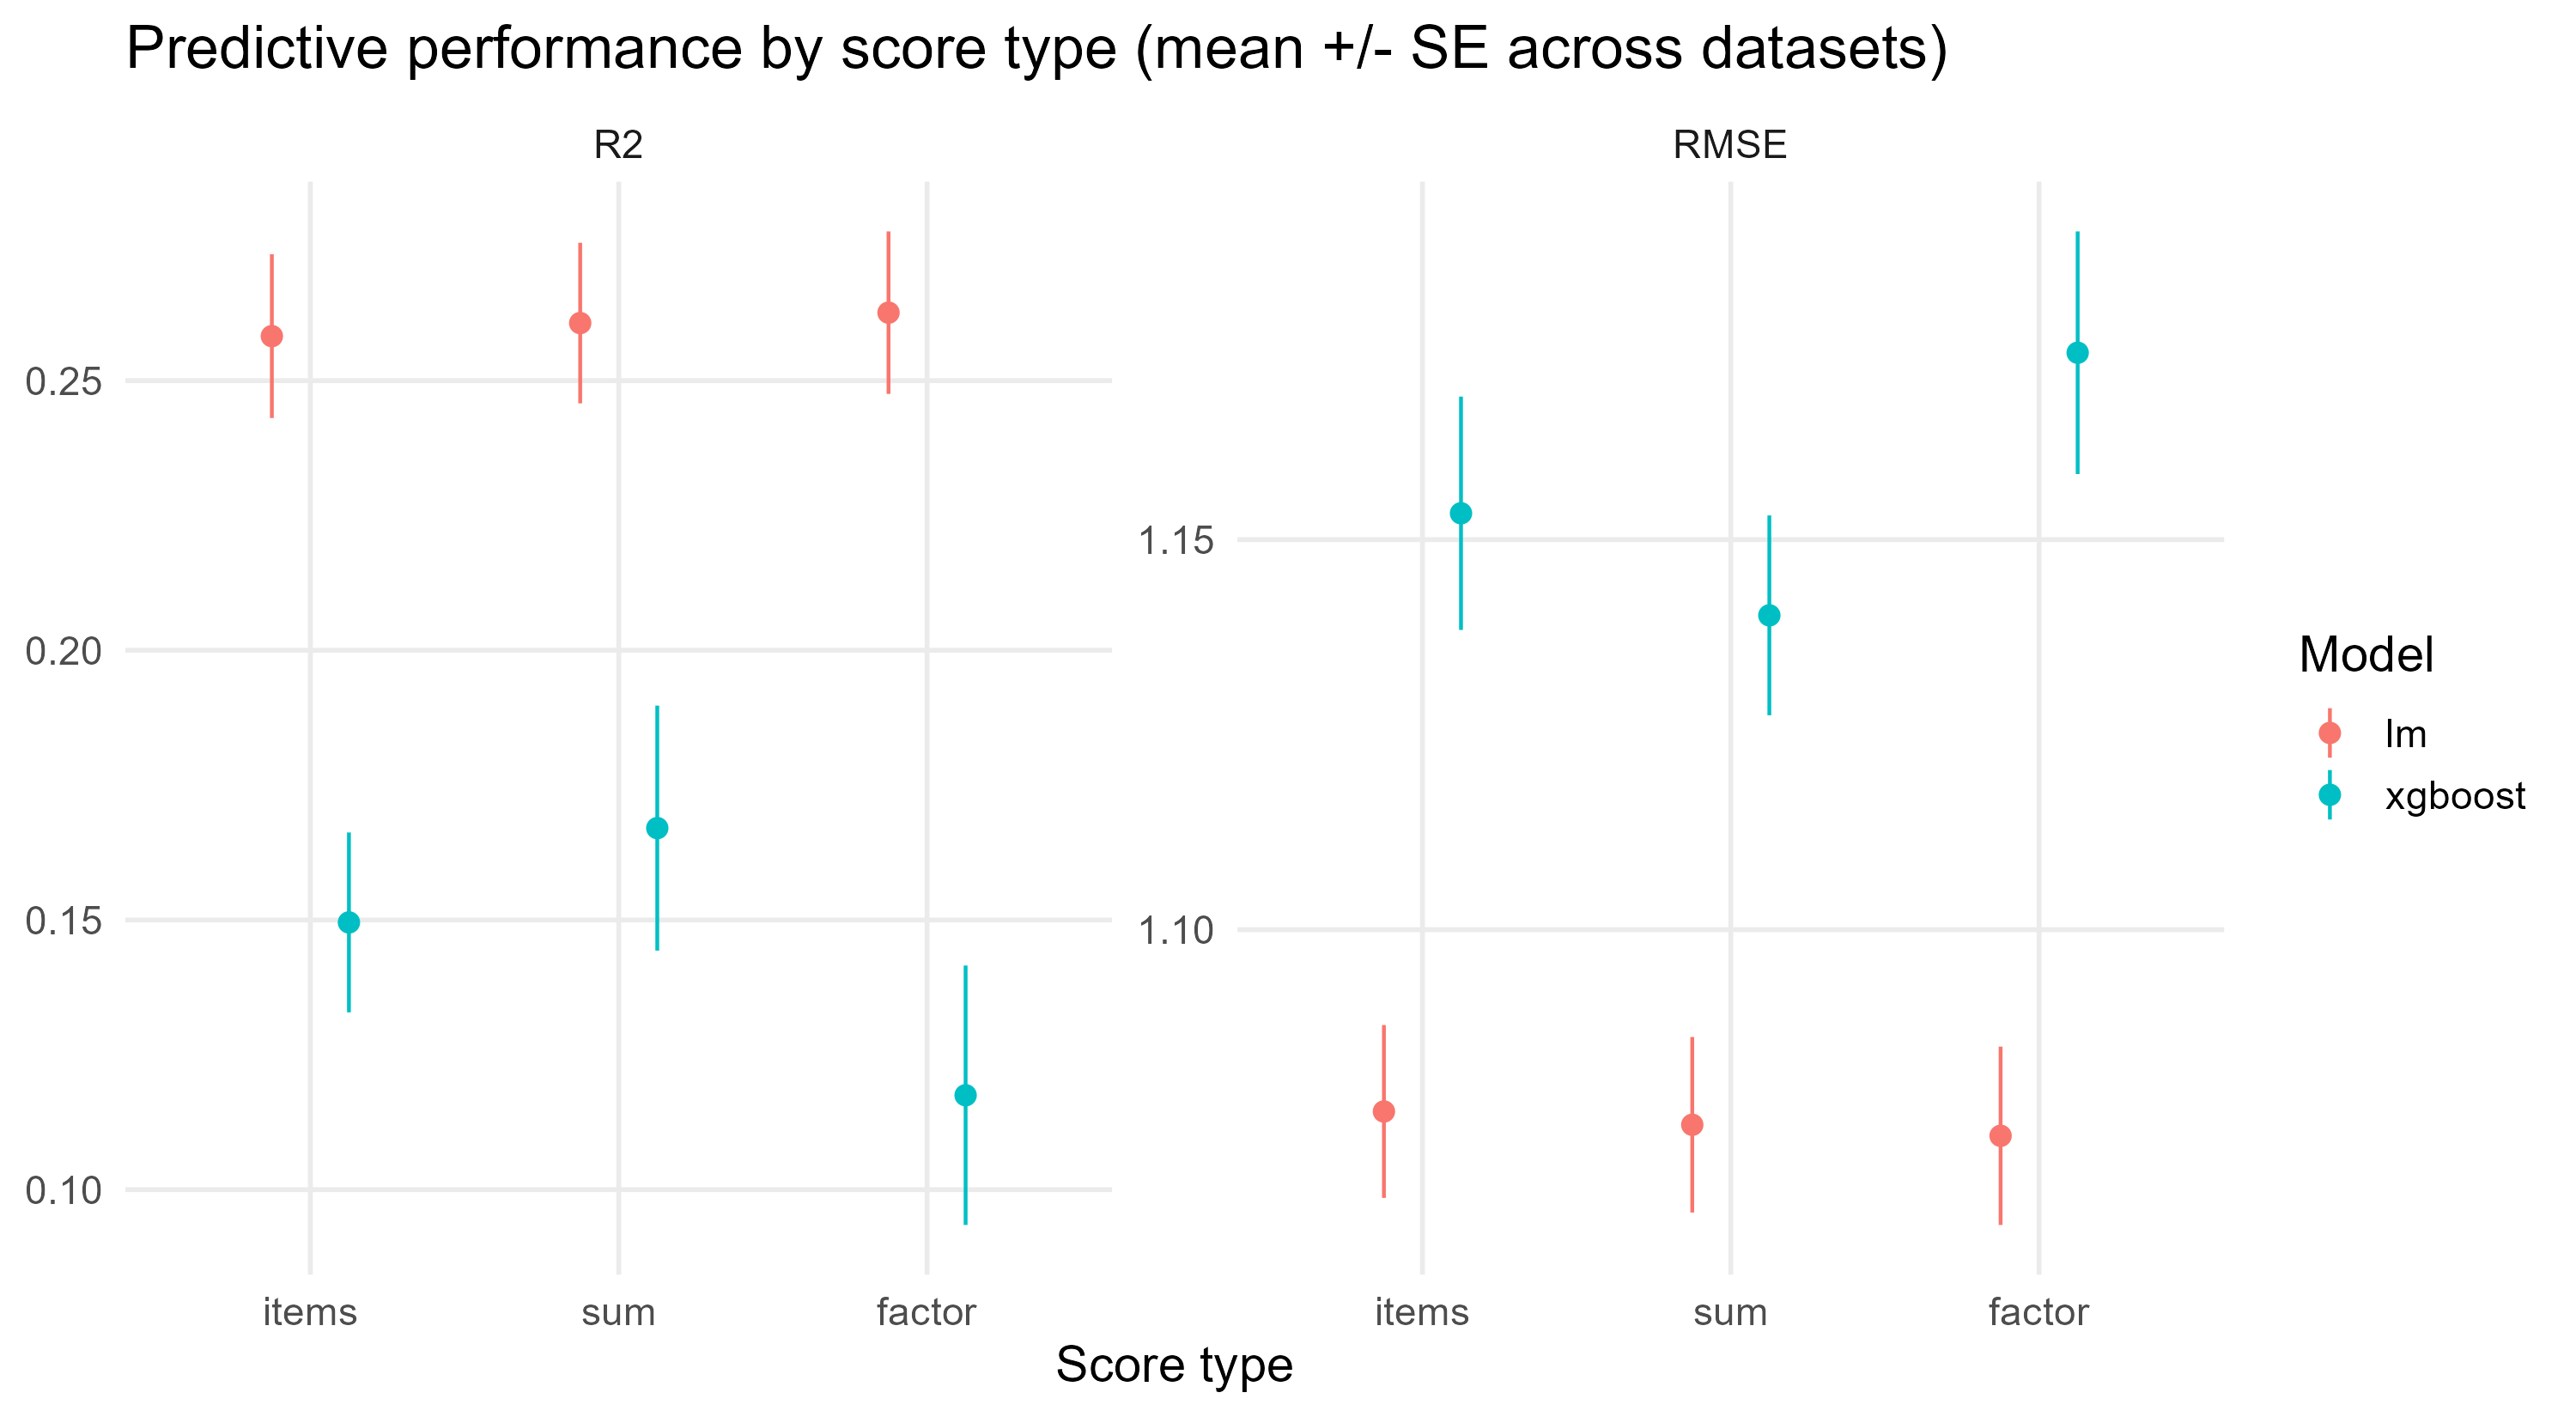 Predictive performance by score type (mean +/- SE across datasets)
R2
RMSE
0.25
0.20
0.15
0.10
1.15
1.10
items
sum
factor
items
sum
factor
Score type
Model
lm
xgboost